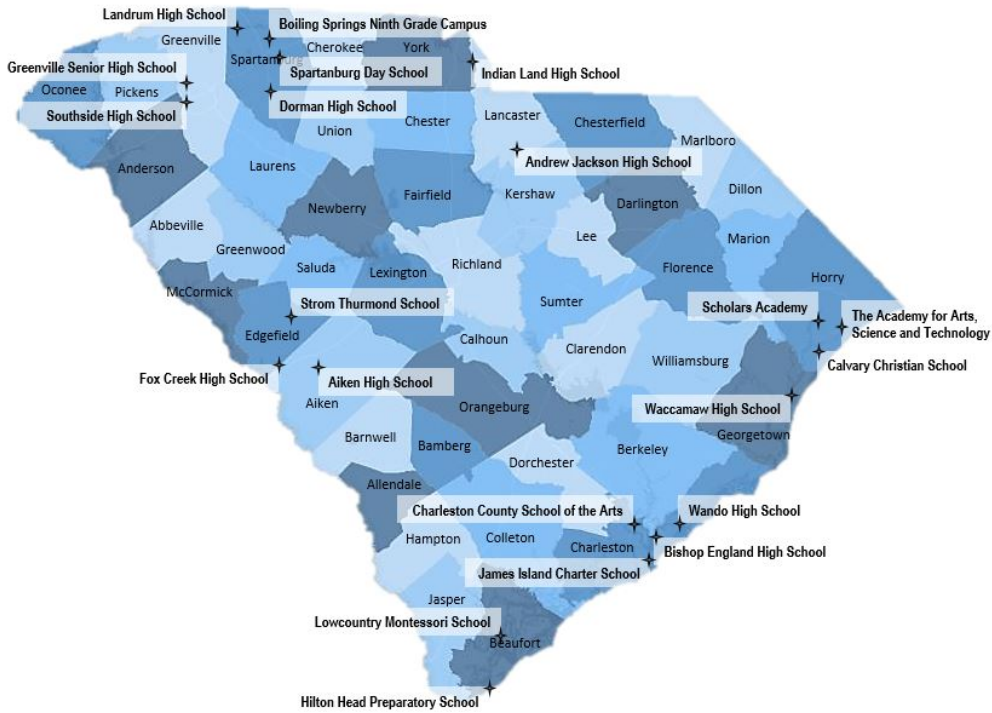 Landrum High School
Boiling Springs Ninth Grade Campus
Greenville
Cherokee
York
Spartanburg
Greenville Senior High School
Spartanburg Day School
Indian Land High School
Oconee
Pickens
Dorman High School
Southside High School
Lancaster
Chester
Chesterfield
Union
Marlboro
Andrew Jackson High School
Anderson
Laurens
Dillon
Kershaw
Fairfield
Darlington
Newberry
Abbeville
Lee
Marion
Greenwood
Saluda
Lexington
Richland
Florence
Horry
McCormick
Strom Thurmond School
Sumter
Scholars Academy
The Academy for Arts,
Science and Technology
Edgefield
Calhoun
Clarendon
Williamsburg
Calvary Christian School
Fox Creek High School
Aiken High School
Aiken
Orangeburg
Waccamaw High School
Georgetown
Barnwell
Bamberg
Berkeley
Dorchester
Allendale
Charleston County School of the Arts
Wando High School
Hampton
Colleton
Charleston
Bishop England High School
James Island Charter School
Jasper
Lowcountry Montessori School
Beaufort
Hilton Head Preparatory School